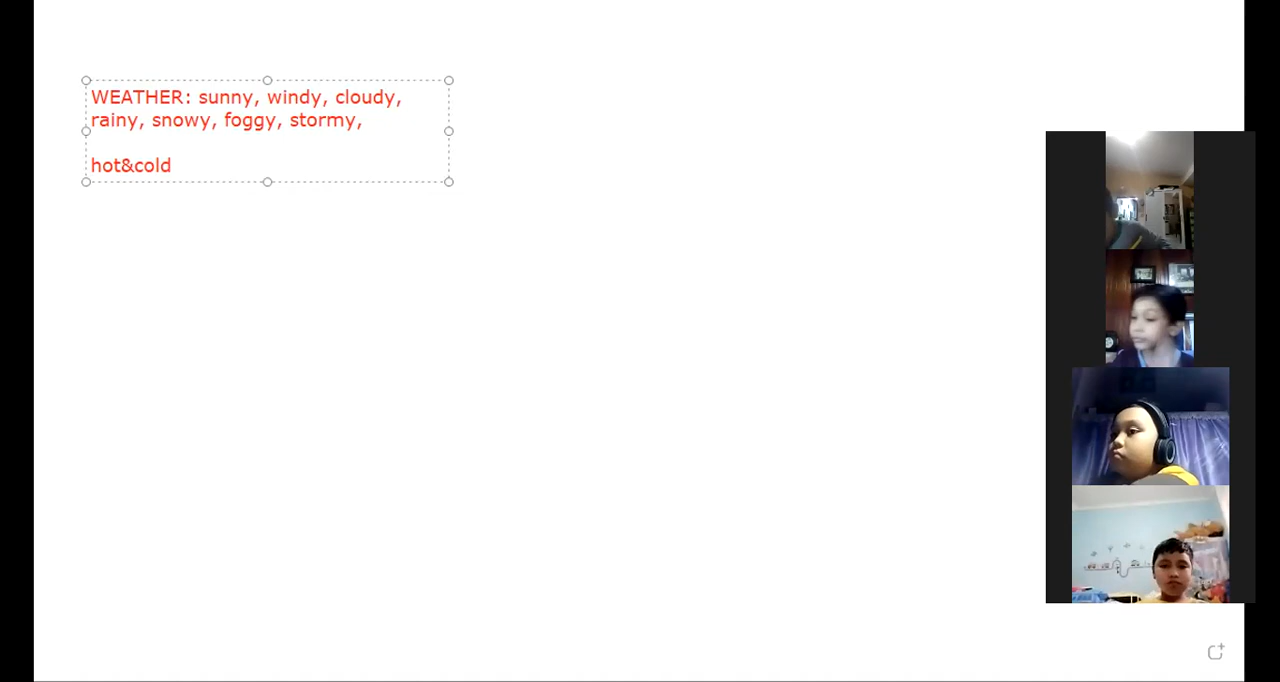 WEATHER: sunny, windy, cloudy,
rainy, snowy, foggy, stormy,
hot&cold